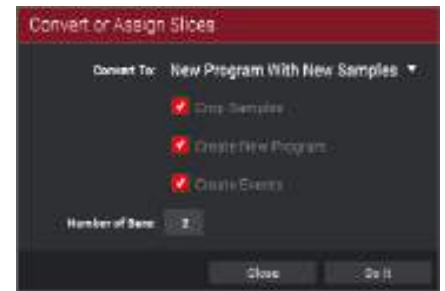 Convert or Assign Slices
Convert To: New Program With New Samples
Crop Samples
Create New Program
Create Events
Number of Bars: 2
Close Do It